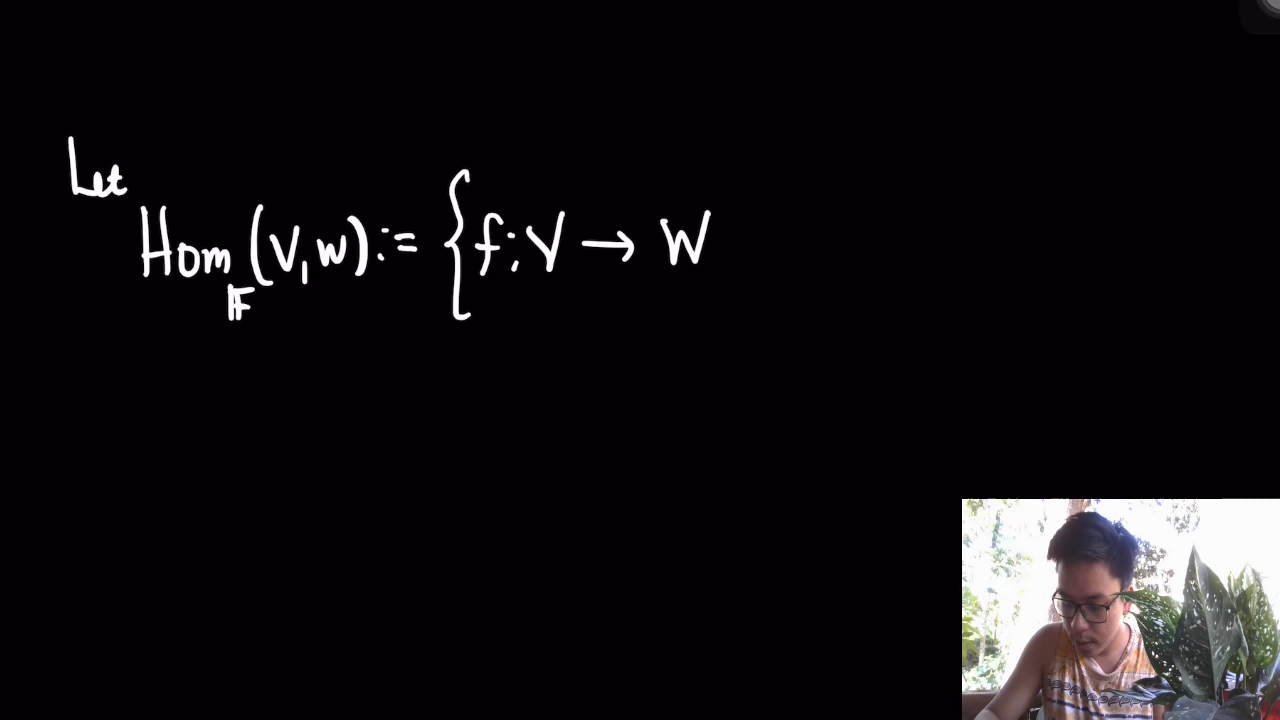 Let
Hom_𝔽(V, W) := { f: V → W